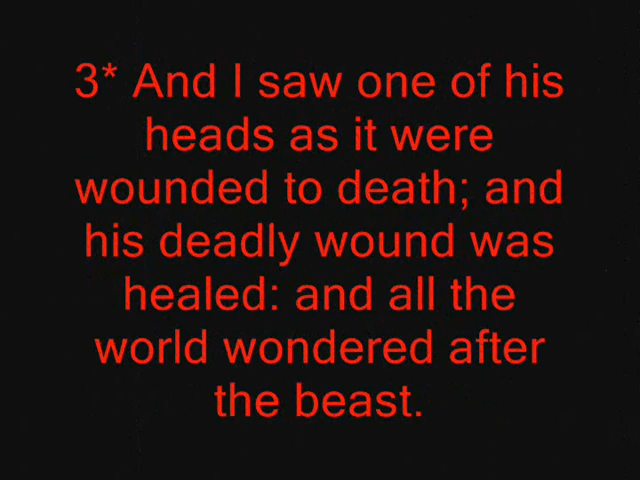 3* And I saw one of his
heads as it were
wounded to death; and
his deadly wound was
healed: and all the
world wondered after
the beast.